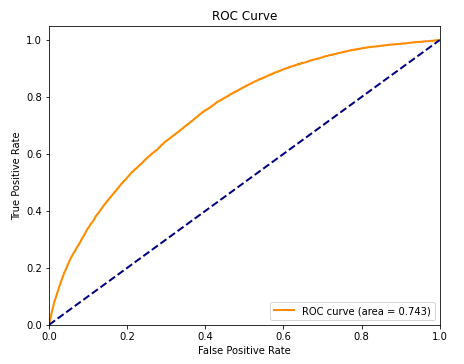 ROC Curve
1.0
0.8
0.6
0.4
0.2
0.0
True Positive Rate
ROC curve (area = 0.743)
0.0 0.2 0.4 0.6 0.8 1.0
False Positive Rate